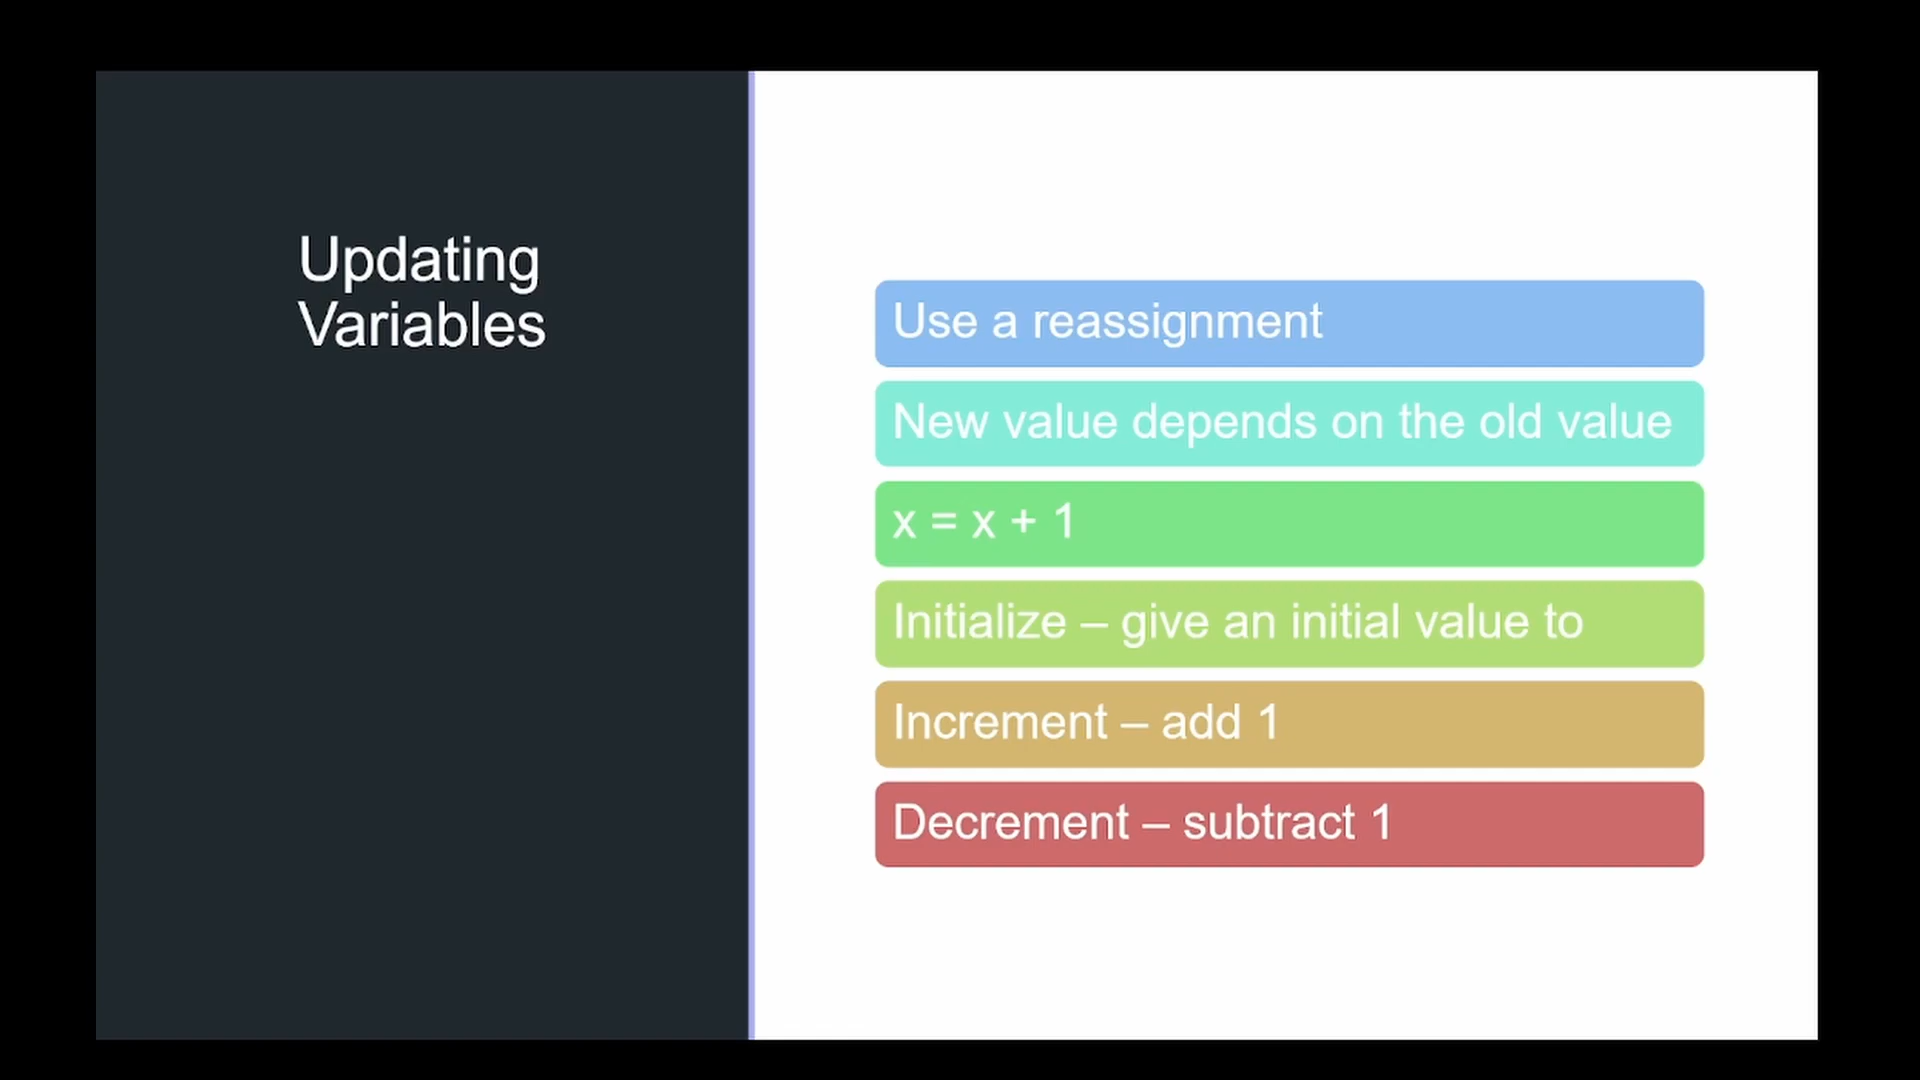 Updating
Variables
Use a reassignment
New value depends on the old value
x = x + 1
Initialize – give an initial value to
Increment – add 1
Decrement – subtract 1